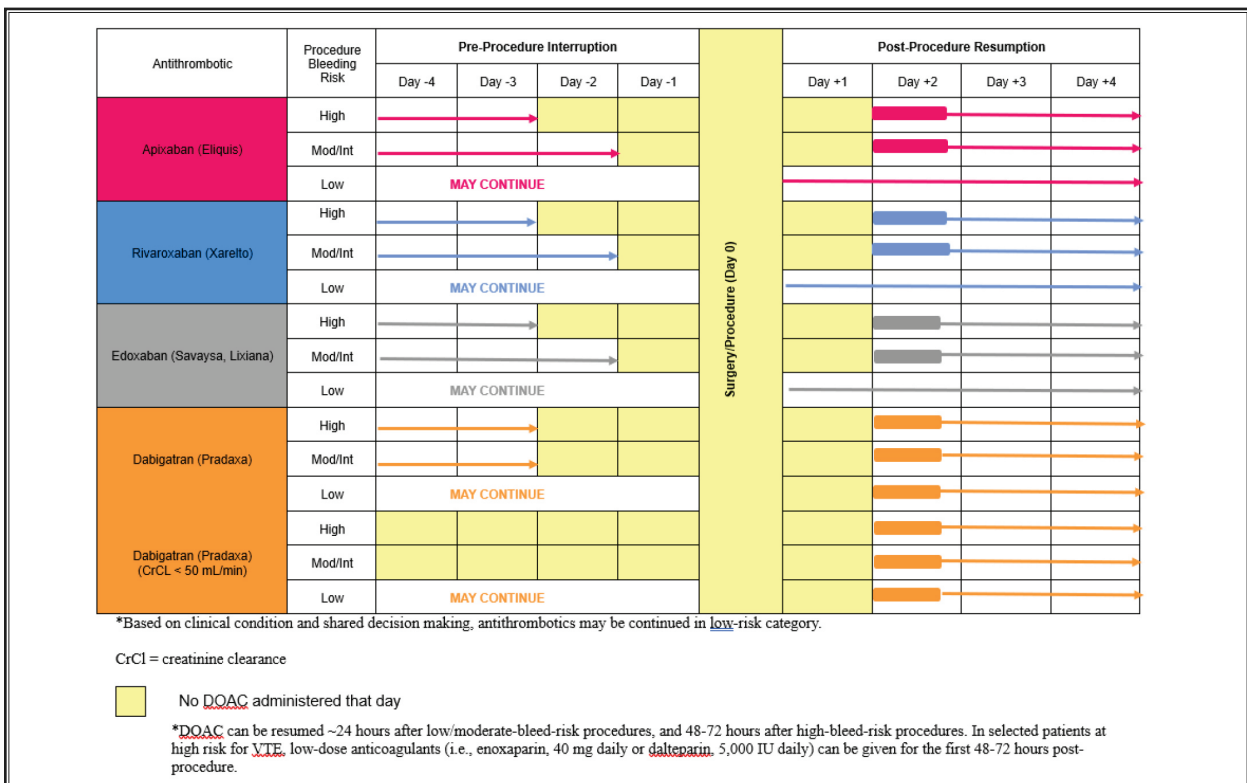 Antithrombotic
Procedure
Bleeding
Risk
Pre-Procedure Interruption
Post-Procedure Resumption
Day -4
Day -3
Day -2
Day -1
Day +1
Day +2
Day +3
Day +4
Surgery/Procedure (Day 0)
Apixaban (Eliquis)
High
Mod/Int
Low
MAY CONTINUE
Rivaroxaban (Xarelto)
High
Mod/Int
Low
MAY CONTINUE
Edoxaban (Savaysa, Lixiana)
High
Mod/Int
Low
MAY CONTINUE
Dabigatran (Pradaxa)
High
Mod/Int
Low
MAY CONTINUE
Dabigatran (Pradaxa)
(CrCL < 50 mL/min)
High
Mod/Int
Low
MAY CONTINUE
*Based on clinical condition and shared decision making, antithrombotics may be continued in low-risk category.
CrCl = creatinine clearance
No DOAC administered that day
*DOAC can be resumed ~24 hours after low/moderate-bleed-risk procedures, and 48-72 hours after high-bleed-risk procedures. In selected patients at
high risk for VTE, low-dose anticoagulants (i.e., enoxaparin, 40 mg daily or dalteparin, 5,000 IU daily) can be given for the first 48-72 hours post-
procedure.